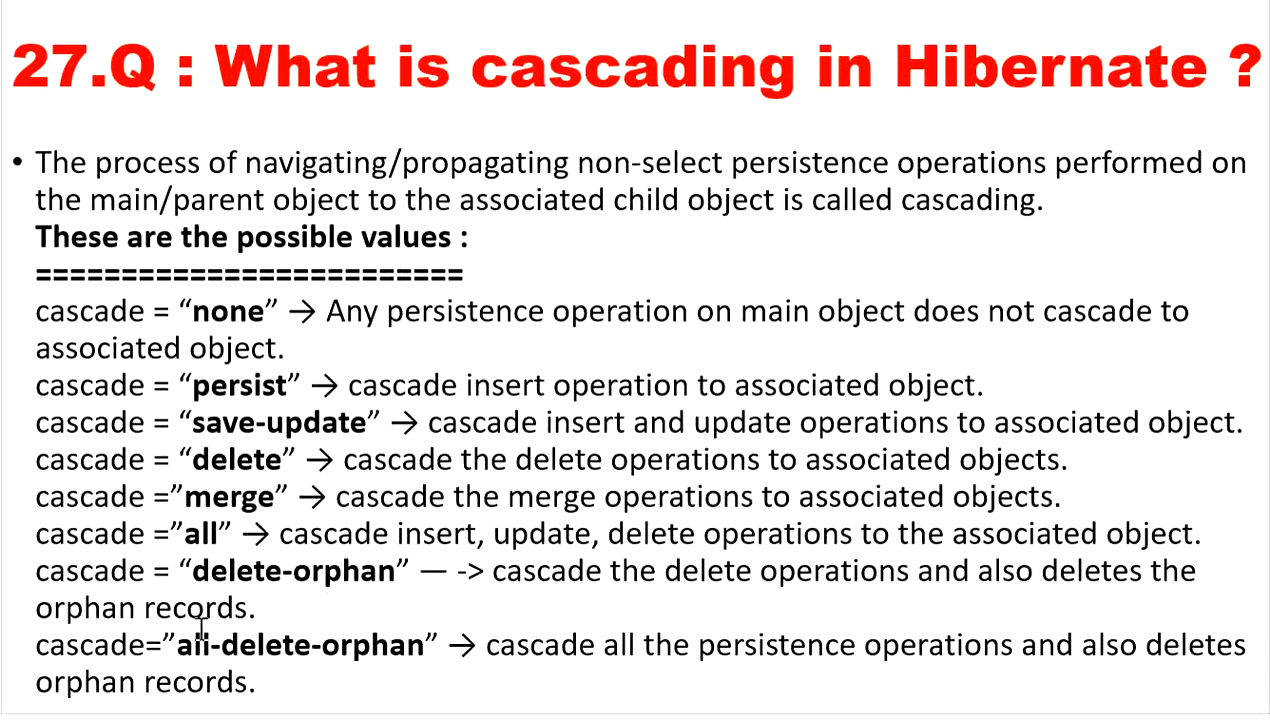 27.Q : What is cascading in Hibernate ?
• The process of navigating/propagating non-select persistence operations performed on
the main/parent object to the associated child object is called cascading.
These are the possible values :
=========================
cascade = “none” → Any persistence operation on main object does not cascade to
associated object.
cascade = “persist” → cascade insert operation to associated object.
cascade = “save-update” → cascade insert and update operations to associated object.
cascade = “delete” → cascade the delete operations to associated objects.
cascade =”merge” → cascade the merge operations to associated objects.
cascade =”all” → cascade insert, update, delete operations to the associated object.
cascade = “delete-orphan” — -> cascade the delete operations and also deletes the
orphan records.
cascade=”all-delete-orphan” → cascade all the persistence operations and also deletes
orphan records.